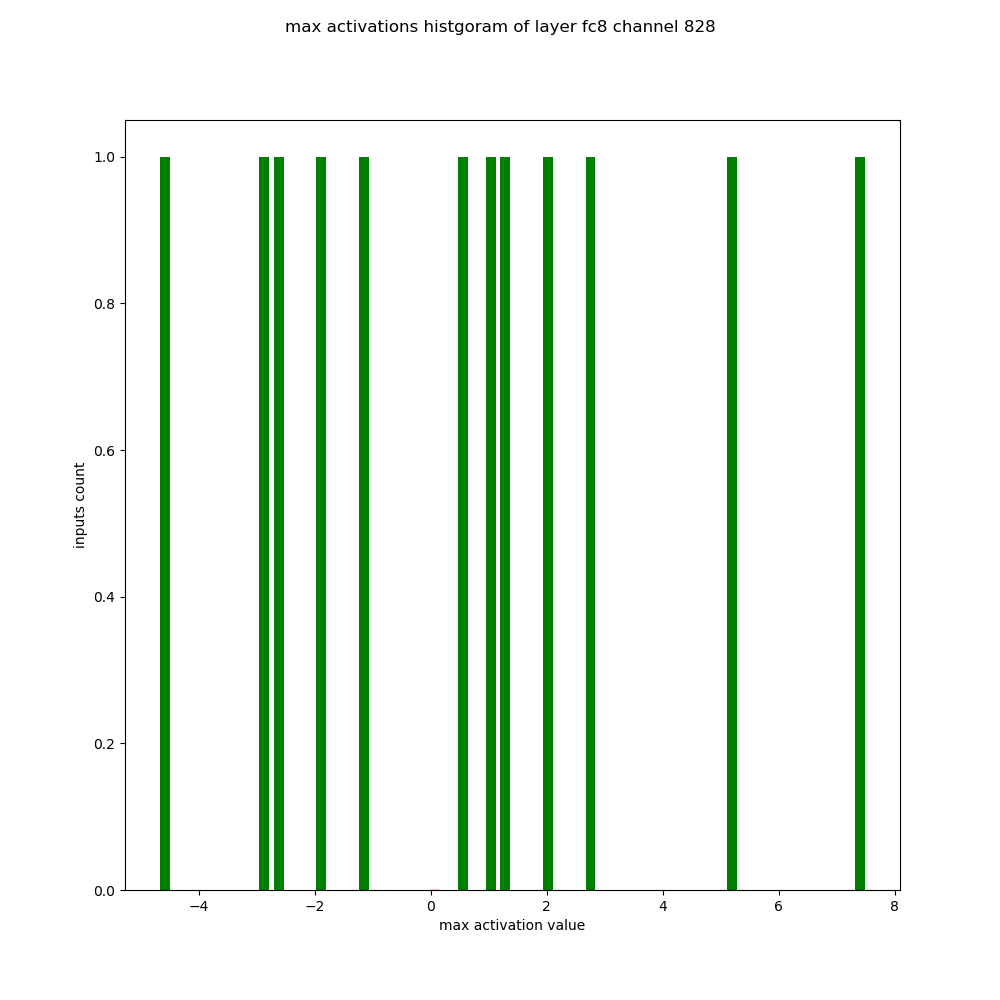 max activations histgoram of layer fc8 channel 828
1.0
0.8
0.6
0.4
0.2
0.0
inputs count
−4 −2 0 2 4 6 8
max activation value